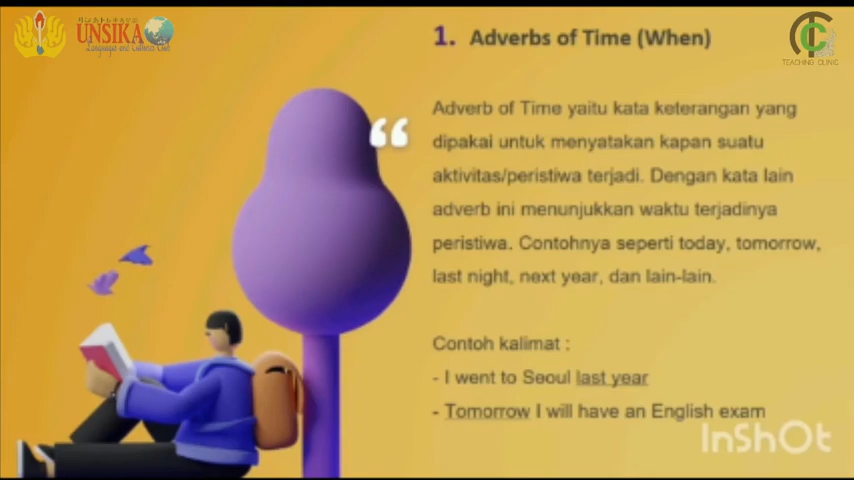 UNSIKA
Languages and Cultures Club
TEACHING CLINIC
1. Adverbs of Time (When)
“
Adverb of Time yaitu kata keterangan yang
dipakai untuk menyatakan kapan suatu
aktivitas/peristiwa terjadi. Dengan kata lain
adverb ini menunjukkan waktu terjadinya
peristiwa. Contohnya seperti today, tomorrow,
last night, next year, dan lain-lain.
Contoh kalimat :
- I went to Seoul last year
- Tomorrow I will have an English exam
InShOt